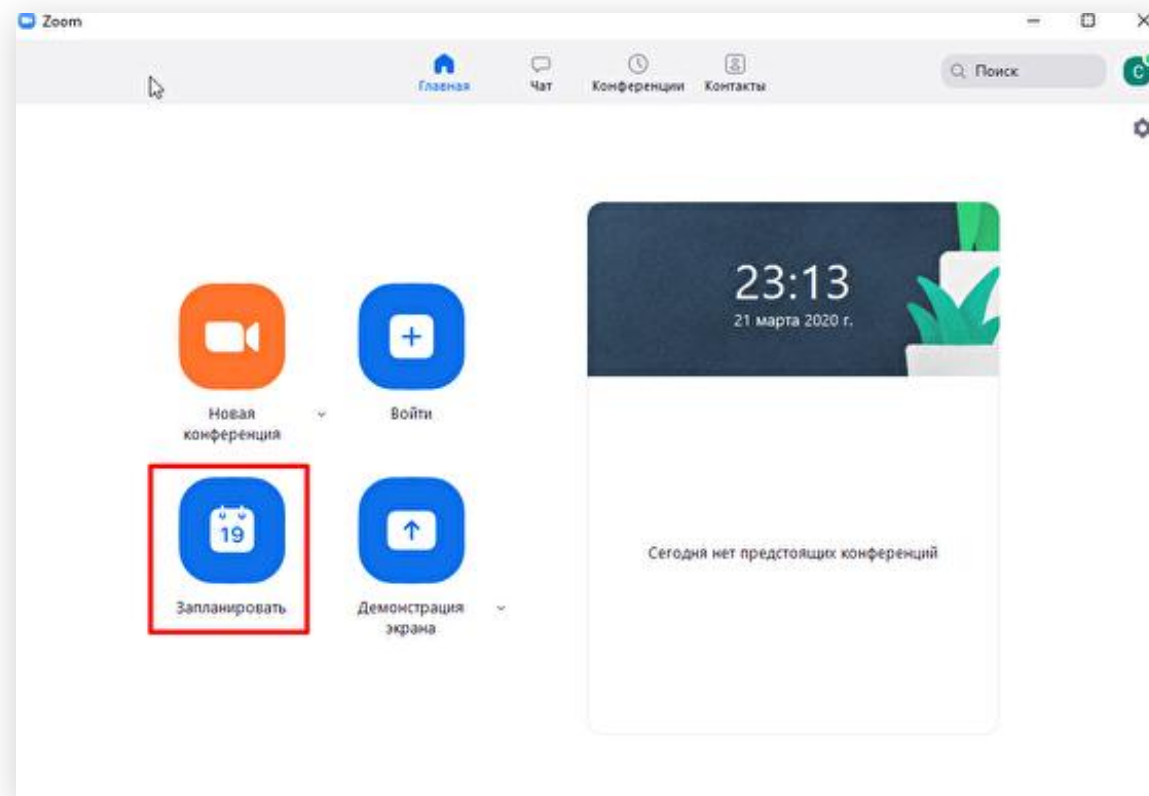 Zoom
Главная
Чат
Конференции
Контакты
Поиск
C
23:13
21 марта 2020 г.
Новая
конференция
Войти
19
Запланировать
Демонстрация
экрана
Сегодня нет предстоящих конференций